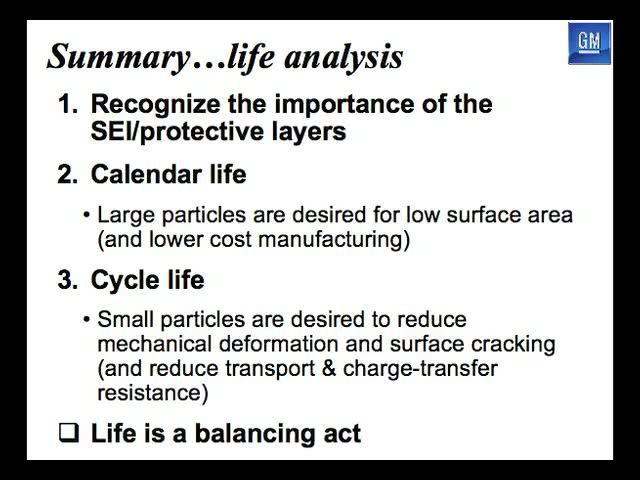 Summary…life analysis
GM
1. Recognize the importance of the
SEI/protective layers
2. Calendar life
• Large particles are desired for low surface area
(and lower cost manufacturing)
3. Cycle life
• Small particles are desired to reduce
mechanical deformation and surface cracking
(and reduce transport & charge-transfer
resistance)
❑ Life is a balancing act